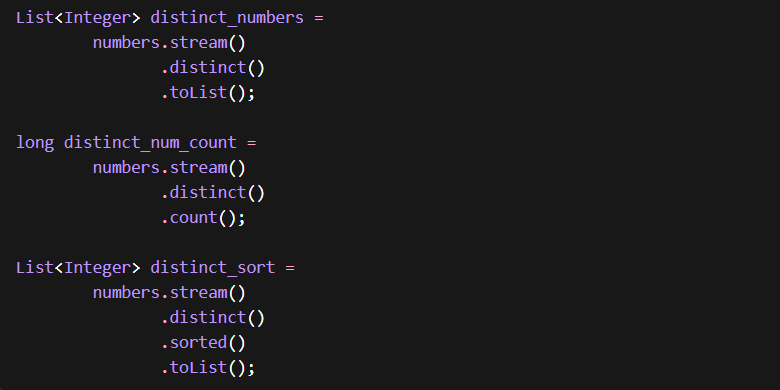 List<Integer> distinct_numbers =
        numbers.stream()
               .distinct()
               .toList();

long distinct_num_count =
        numbers.stream()
               .distinct()
               .count();

List<Integer> distinct_sort =
        numbers.stream()
               .distinct()
               .sorted()
               .toList();